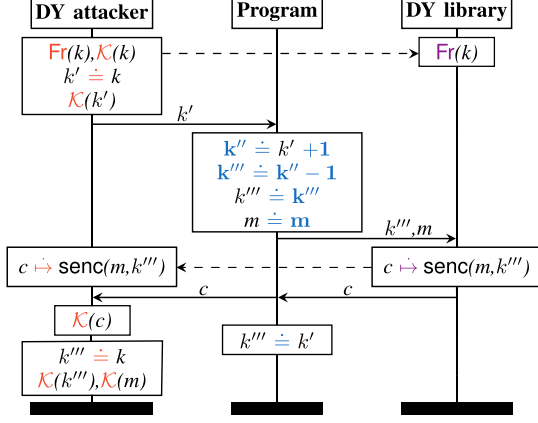 DY attacker Program DY library
Fr(k),𝒦(k) Fr(k)
k′ ≐ k
𝒦(k′)
k′
k″ ≐ k′ +1
k‴ ≐ k″ − 1
k‴ ≐ k‴
m ≐ m
k‴,m
c ↦̇ senc(m,k‴) c ↦̇ senc(m,k‴)
c c
𝒦(c)
k‴ ≐ k′
k‴ ≐ k
𝒦(k‴),𝒦(m)